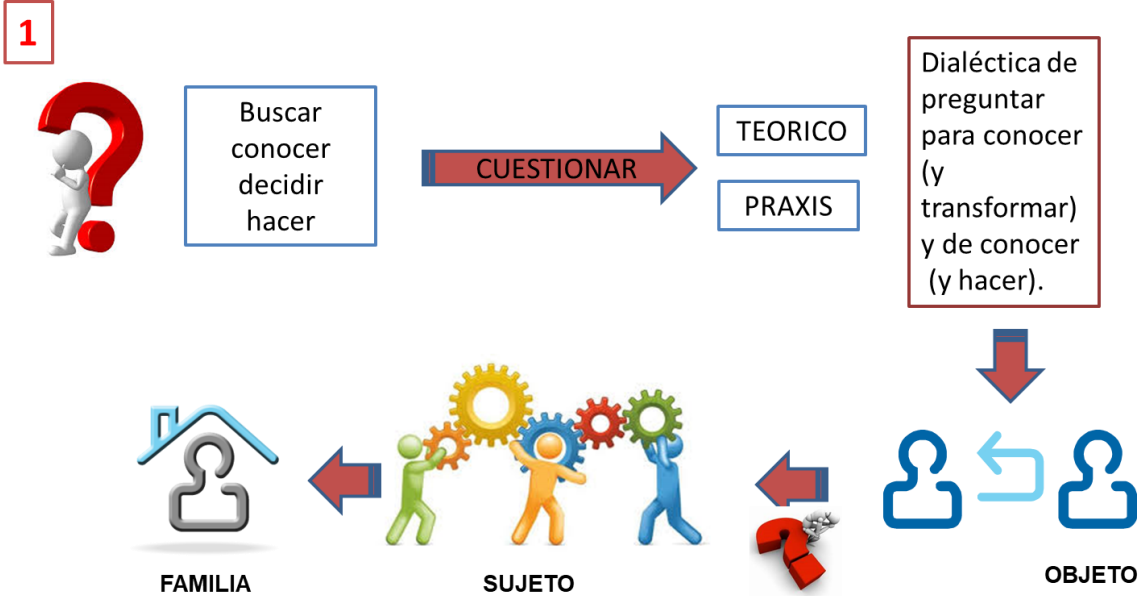 1
Buscar
conocer
decidir
hacer
CUESTIONAR
TEORICO
PRAXIS
Dialéctica de
preguntar
para conocer
(y
transformar)
y de conocer
(y hacer).
FAMILIA
SUJETO
OBJETO